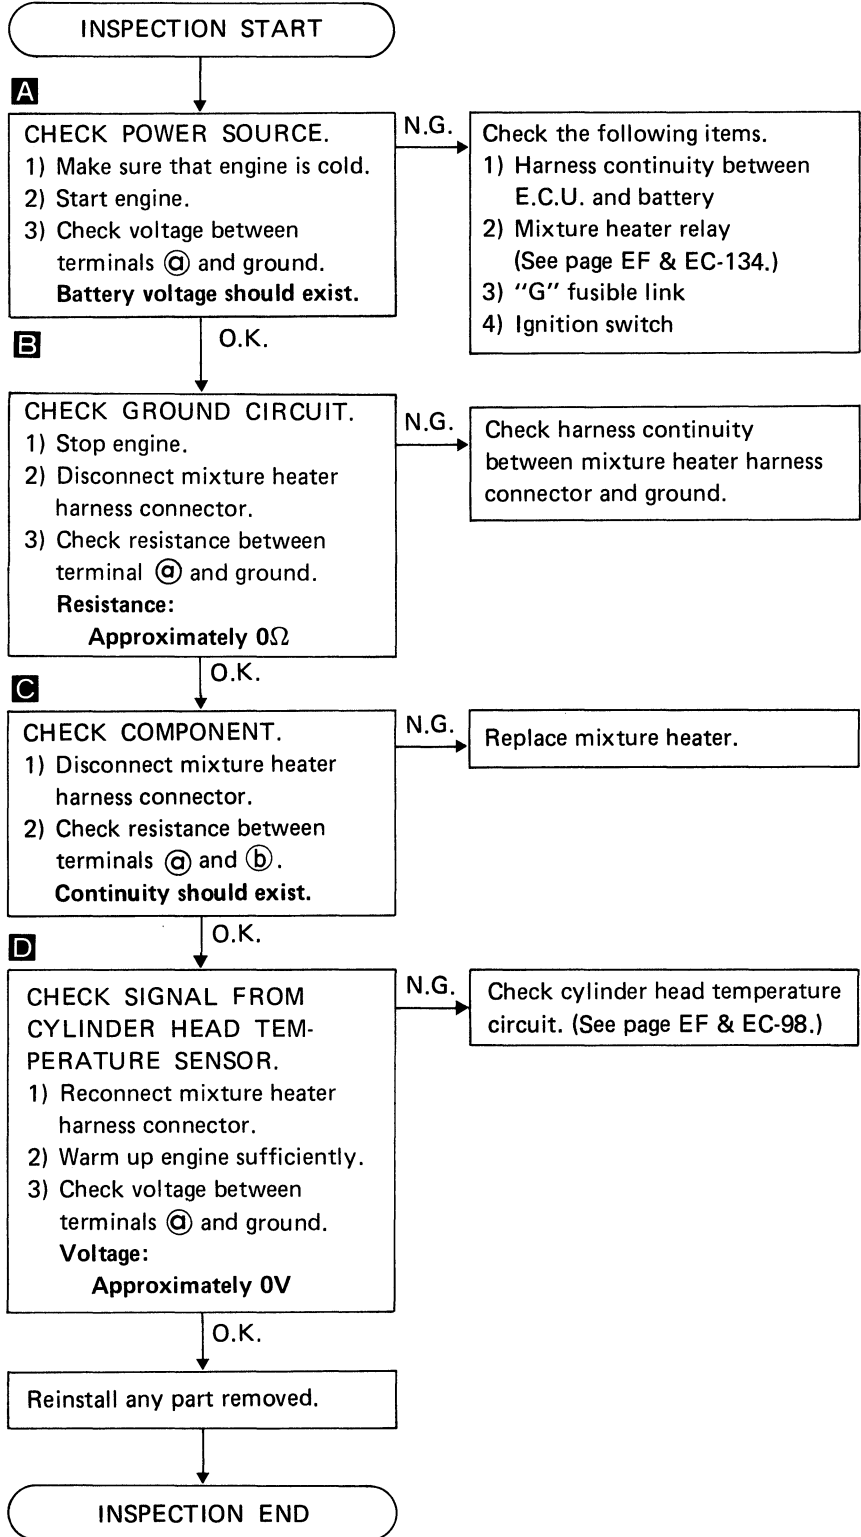 INSPECTION START
A
CHECK POWER SOURCE.
1) Make sure that engine is cold.
2) Start engine.
3) Check voltage between
terminals ⓐ and ground.
Battery voltage should exist.
N.G.
Check the following items.
1) Harness continuity between
E.C.U. and battery
2) Mixture heater relay
(See page EF & EC-134.)
3) "G" fusible link
4) Ignition switch
O.K.
B
CHECK GROUND CIRCUIT.
1) Stop engine.
2) Disconnect mixture heater
harness connector.
3) Check resistance between
terminal ⓐ and ground.
Resistance:
Approximately 0Ω
N.G.
Check harness continuity
between mixture heater harness
connector and ground.
O.K.
C
CHECK COMPONENT.
1) Disconnect mixture heater
harness connector.
2) Check resistance between
terminals ⓐ and ⓑ.
Continuity should exist.
N.G.
Replace mixture heater.
O.K.
D
CHECK SIGNAL FROM
CYLINDER HEAD TEM-
PERATURE SENSOR.
1) Reconnect mixture heater
harness connector.
2) Warm up engine sufficiently.
3) Check voltage between
terminals ⓐ and ground.
Voltage:
Approximately 0V
N.G.
Check cylinder head temperature
circuit. (See page EF & EC-98.)
O.K.
Reinstall any part removed.
INSPECTION END